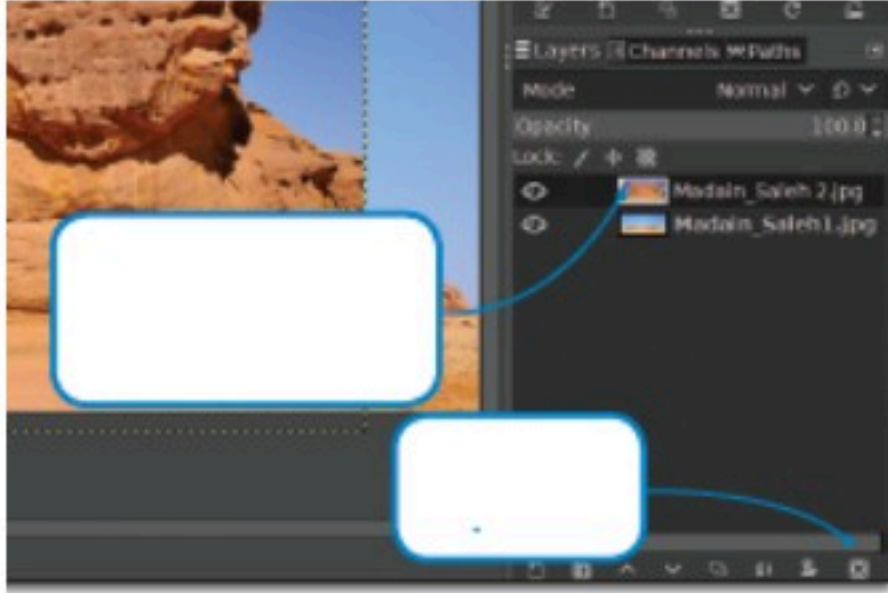 Layers Channels Paths
Mode Normal
Opacity 100.0
Lock:
Madain_Saleh 2.jpg
Madain_Saleh1.jpg